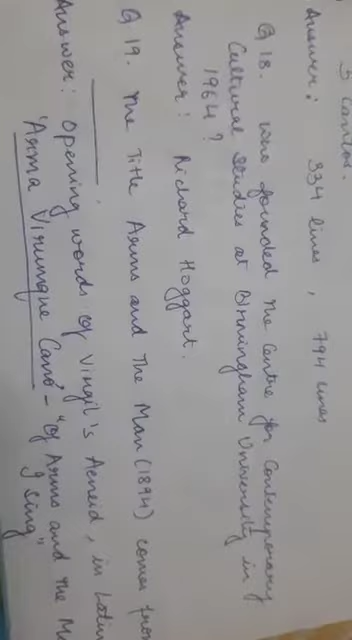 5 Cantos.
Answer: 334 lines, 794 lines
Q 18. Who founded the Centre for Contemporary
Cultural Studies at Birmingham University in
1964?
Answer: Richard Hoggart.
Q 19. The Title Arms and The Man (1894) comes from
Answer: Opening words of Virgil's Aeneid, in Latin
"Arma Virumque Cano" - "Of Arms and the Ma
I sing"